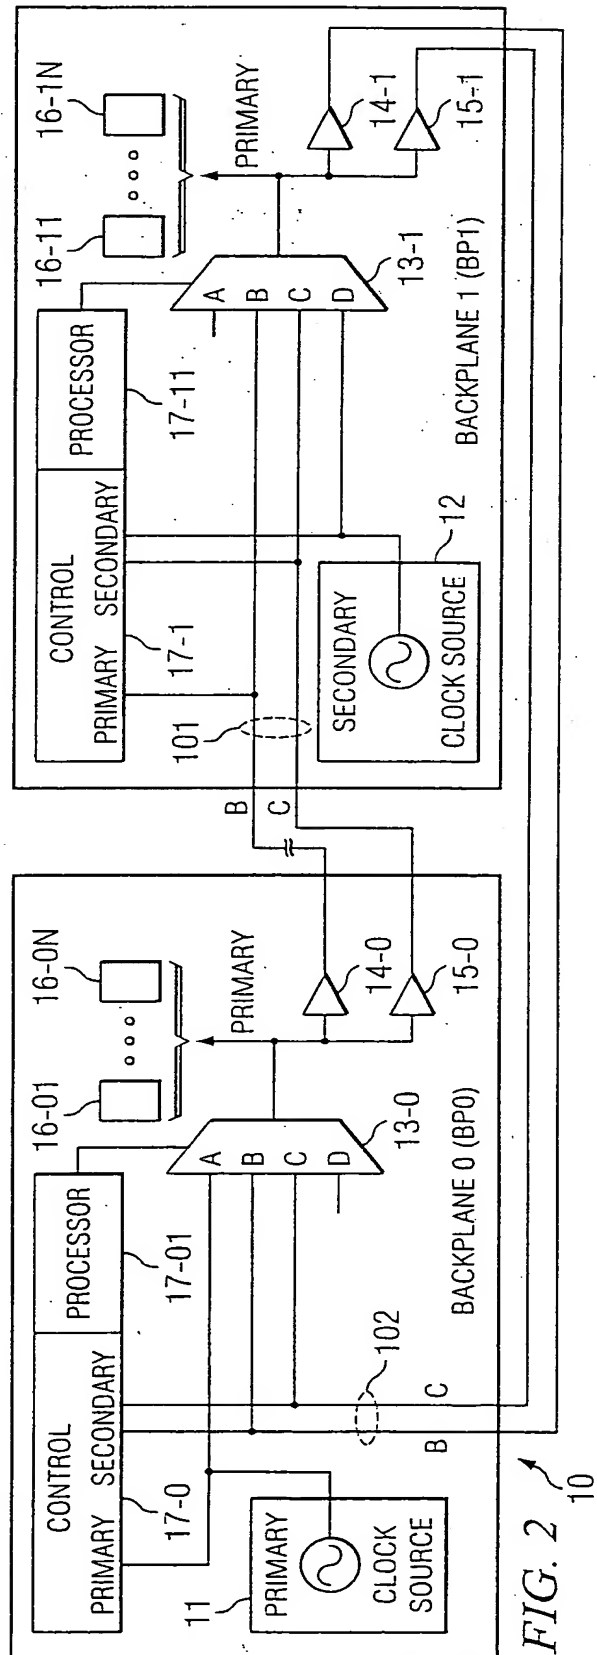 16-01
16-0N
CONTROL
PROCESSOR
PRIMARY SECONDARY
17-0
17-01
PRIMARY
A
B
C
D
13-0
14-0
15-0
11
PRIMARY
CLOCK
SOURCE
102
B
C
BACKPLANE 0 (BP0)
B
C
16-11
16-1N
CONTROL
PROCESSOR
PRIMARY SECONDARY
17-1
17-11
101
PRIMARY
A
B
C
D
13-1
14-1
15-1
SECONDARY
CLOCK SOURCE
12
BACKPLANE 1 (BP1)
FIG. 2
10